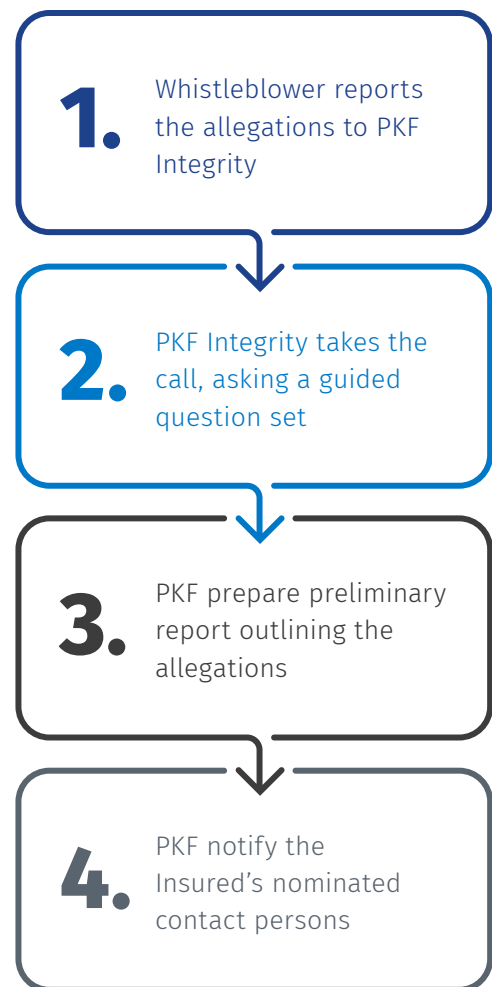 1.
Whistleblower reports
the allegations to PKF
Integrity
2.
PKF Integrity takes the
call, asking a guided
question set
3.
PKF prepare preliminary
report outlining the
allegations
4.
PKF notify the
Insured’s nominated
contact persons